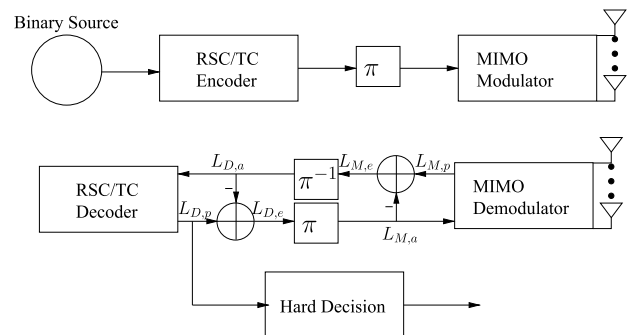 Binary Source
RSC/TC
Encoder
π
MIMO
Modulator
L_{D,a}
L_{M,e}
L_{M,p}
RSC/TC
Decoder
π^{-1}
MIMO
Demodulator
-
-
L_{D,p}
L_{D,e}
π
L_{M,a}
Hard Decision